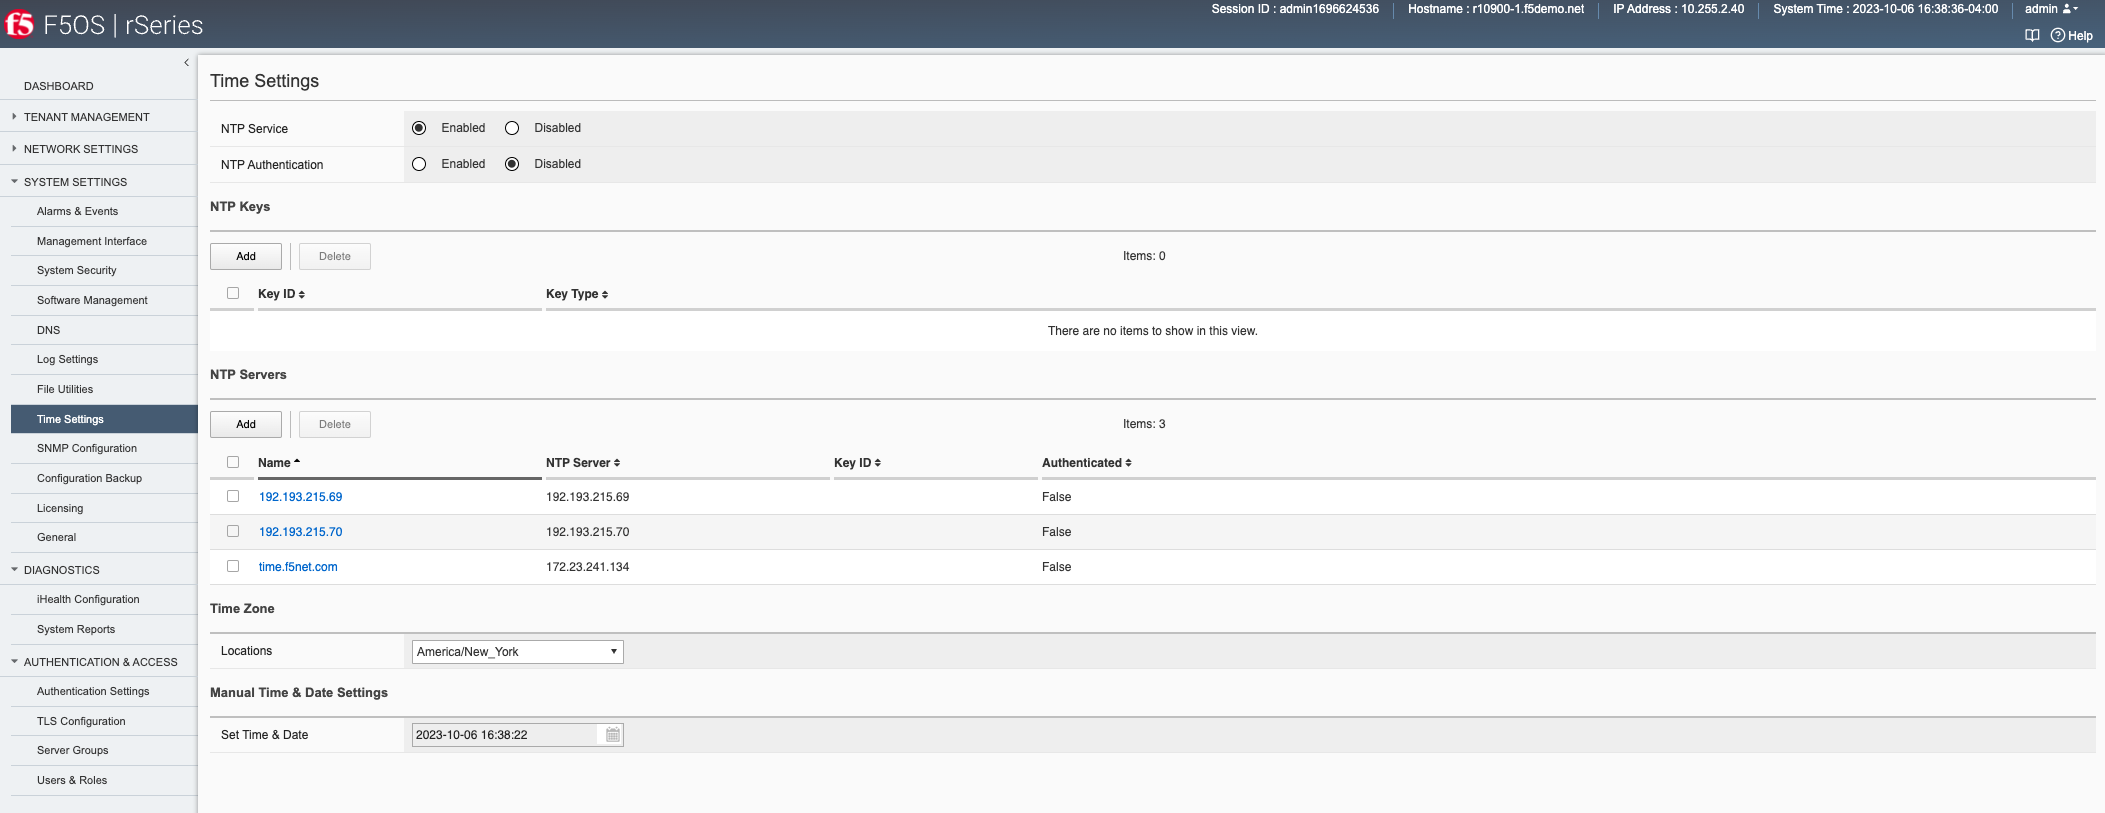 Session ID : admin1696624536 Hostname : r10900-1.f5demo.net IP Address : 10.255.2.40 System Time : 2023-10-06 16:38:36-04:00 admin
f5 F5OS | rSeries
Help
DASHBOARD
TENANT MANAGEMENT
NETWORK SETTINGS
SYSTEM SETTINGS
Alarms & Events
Management Interface
System Security
Software Management
DNS
Log Settings
File Utilities
Time Settings
SNMP Configuration
Configuration Backup
Licensing
General
DIAGNOSTICS
iHealth Configuration
System Reports
AUTHENTICATION & ACCESS
Authentication Settings
TLS Configuration
Server Groups
Users & Roles
Time Settings
NTP Service Enabled Disabled
NTP Authentication Enabled Disabled
NTP Keys
Add Delete Items: 0
Key ID Key Type
There are no items to show in this view.
NTP Servers
Add Delete Items: 3
Name NTP Server Key ID Authenticated
192.193.215.69 192.193.215.69 False
192.193.215.70 192.193.215.70 False
time.f5net.com 172.23.241.134 False
Time Zone
Locations America/New_York
Manual Time & Date Settings
Set Time & Date 2023-10-06 16:38:22